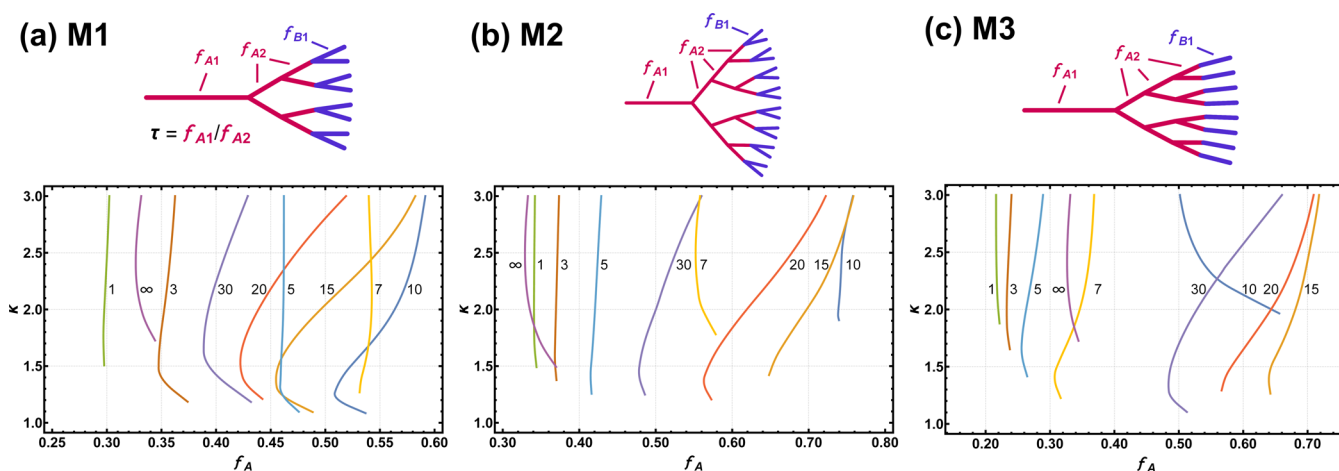 (a) M1
f_A1
f_A2
f_B1
τ = f_A1/f_A2
(b) M2
f_A1
f_A2
f_B1
(c) M3
f_A1
f_A2
f_B1
κ
3.0
2.5
2.0
1.5
1.0
1 ∞ 3 30 20 5 15 7 10
0.25 0.30 0.35 0.40 0.45 0.50 0.55 0.60
f_A
κ
3.0
2.5
2.0
1.5
1.0
∞ 1 3 5 30 7 20 15 10
0.30 0.40 0.50 0.60 0.70 0.80
f_A
κ
3.0
2.5
2.0
1.5
1.0
1 3 5 ∞ 7 30 10 20 15
0.20 0.30 0.40 0.50 0.60 0.70
f_A